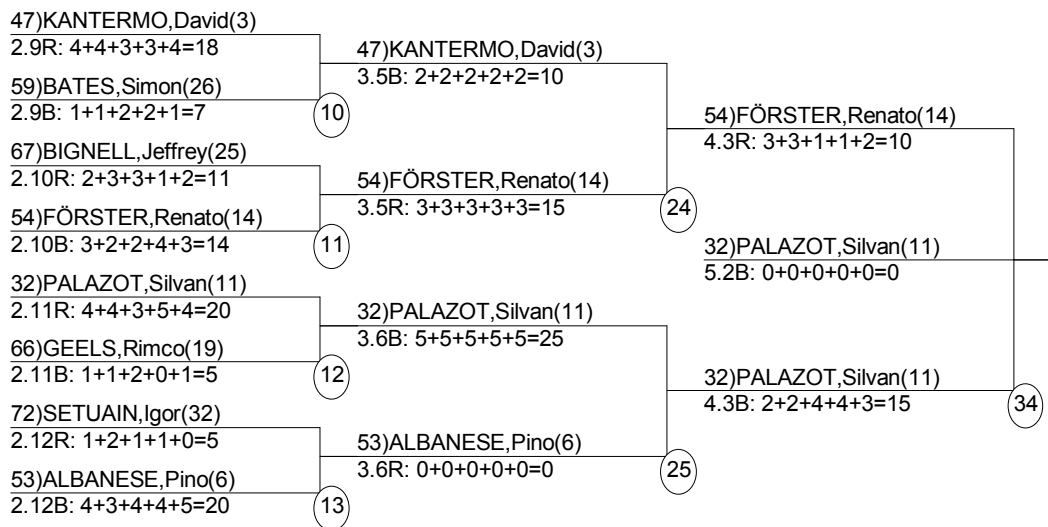 47)KANTERMO,David(3)
2.9R: 4+4+3+3+4=18
59)BATES,Simon(26)
2.9B: 1+1+2+2+1=7
10
67)BIGNELL,Jeffrey(25)
2.10R: 2+3+3+1+2=11
54)FÖRSTER,Renato(14)
2.10B: 3+2+2+4+3=14
11
32)PALAZOT,Silvan(11)
2.11R: 4+4+3+5+4=20
66)GEELS,Rimco(19)
2.11B: 1+1+2+0+1=5
12
72)SETUAIN,Igor(32)
2.12R: 1+2+1+1+0=5
53)ALBANESE,Pino(6)
2.12B: 4+3+4+4+5=20
13
47)KANTERMO,David(3)
3.5B: 2+2+2+2+2=10
54)FÖRSTER,Renato(14)
3.5R: 3+3+3+3+3=15
24
32)PALAZOT,Silvan(11)
3.6B: 5+5+5+5+5=25
53)ALBANESE,Pino(6)
3.6R: 0+0+0+0+0=0
25
54)FÖRSTER,Renato(14)
4.3R: 3+3+1+1+2=10
32)PALAZOT,Silvan(11)
5.2B: 0+0+0+0+0=0
32)PALAZOT,Silvan(11)
4.3B: 2+2+4+4+3=15
34